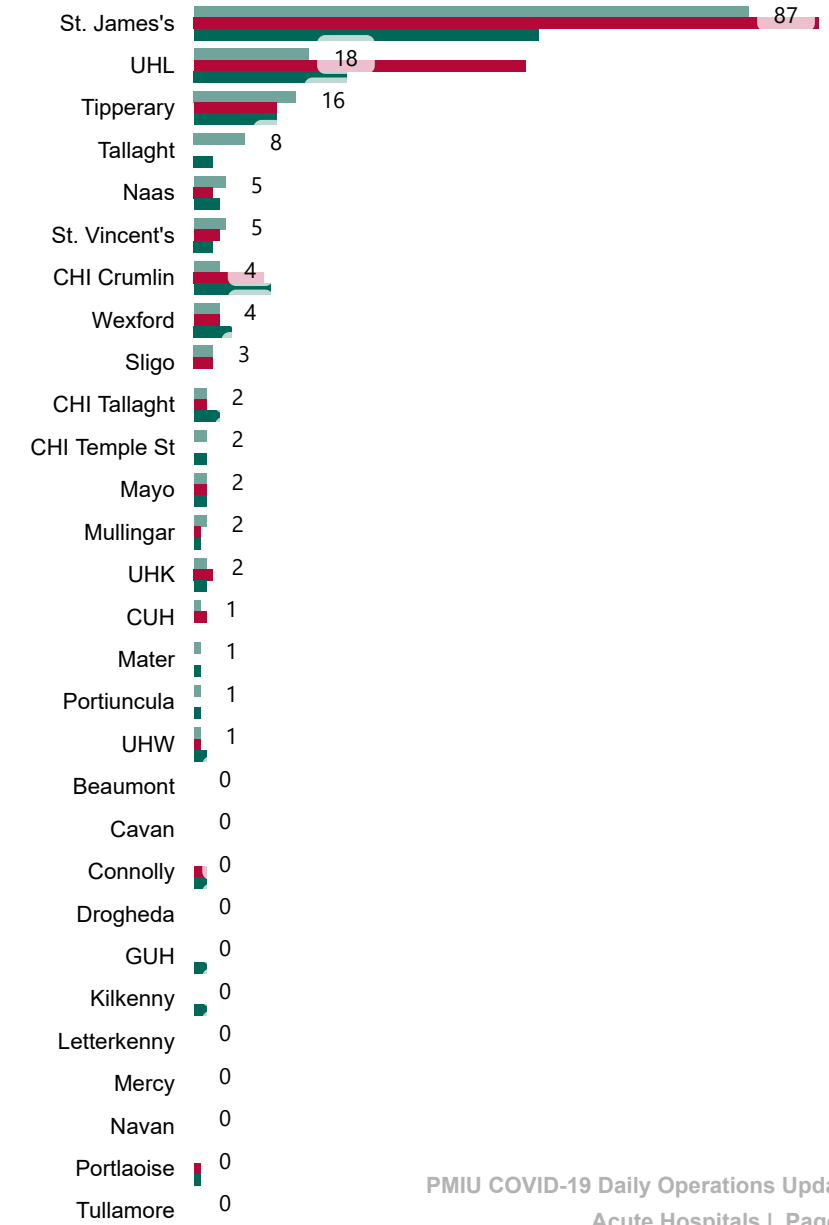 St. James's 87
UHL 18
Tipperary 16
Tallaght 8
Naas 5
St. Vincent's 5
CHI Crumlin 4
Wexford 4
Sligo 3
CHI Tallaght 2
CHI Temple St 2
Mayo 2
Mullingar 2
UHK 2
CUH 1
Mater 1
Portiuncula 1
UHW 1
Beaumont 0
Cavan 0
Connolly 0
Drogheda 0
GUH 0
Kilkenny 0
Letterkenny 0
Mercy 0
Navan 0
Portlaoise 0
Tullamore 0
PMIU COVID-19 Daily Operations Upda
Acute Hospitals | Page